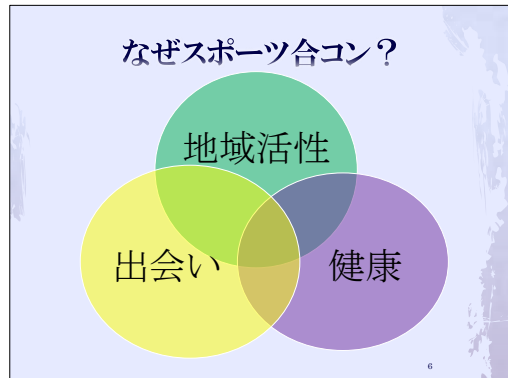 なぜスポーツ合コン？
地域活性
出会い
健康
6